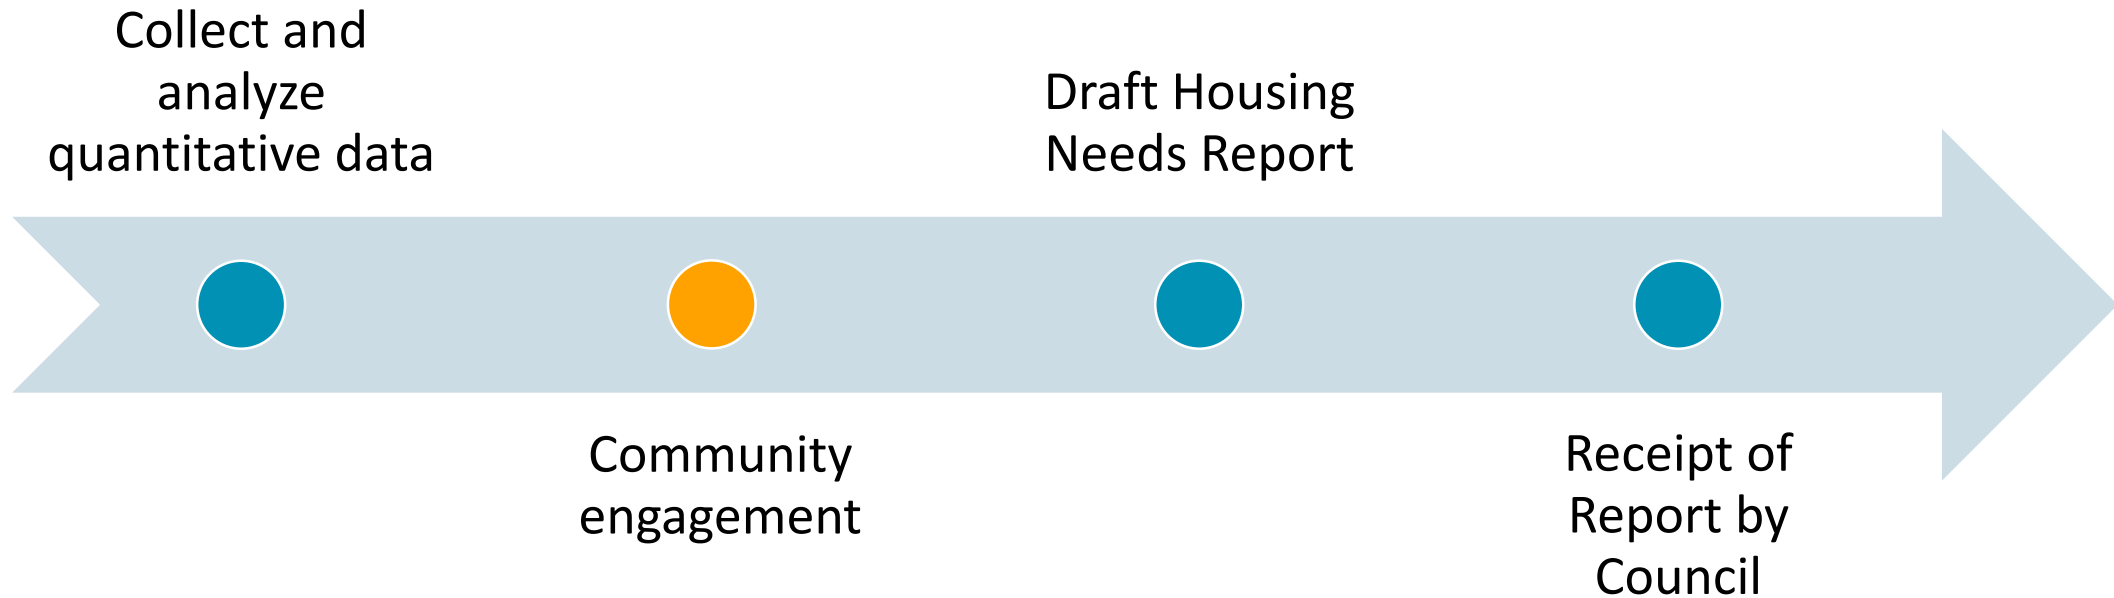 Collect and
analyze
quantitative data
Community
engagement
Draft Housing
Needs Report
Receipt of
Report by
Council